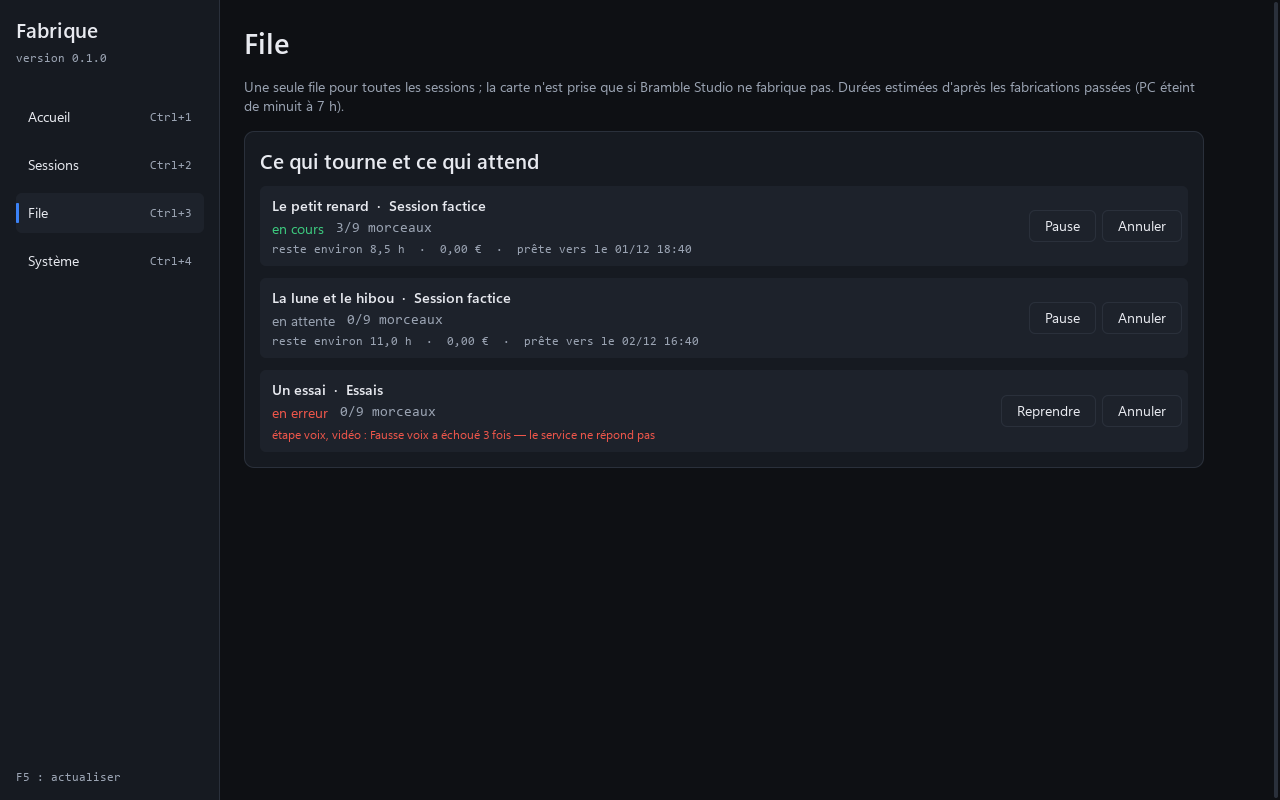 Fabrique
version 0.1.0
Accueil Ctrl+1
Sessions Ctrl+2
File Ctrl+3
Système Ctrl+4
F5 : actualiser
File
Une seule file pour toutes les sessions ; la carte n'est prise que si Bramble Studio ne fabrique pas. Durées estimées d'après les fabrications passées (PC éteint
de minuit à 7 h).
Ce qui tourne et ce qui attend
Le petit renard · Session factice
en cours 3/9 morceaux
reste environ 8,5 h · 0,00 € · prête vers le 01/12 18:40
Pause Annuler
La lune et le hibou · Session factice
en attente 0/9 morceaux
reste environ 11,0 h · 0,00 € · prête vers le 02/12 16:40
Pause Annuler
Un essai · Essais
en erreur 0/9 morceaux
étape voix, vidéo : Fausse voix a échoué 3 fois — le service ne répond pas
Reprendre Annuler